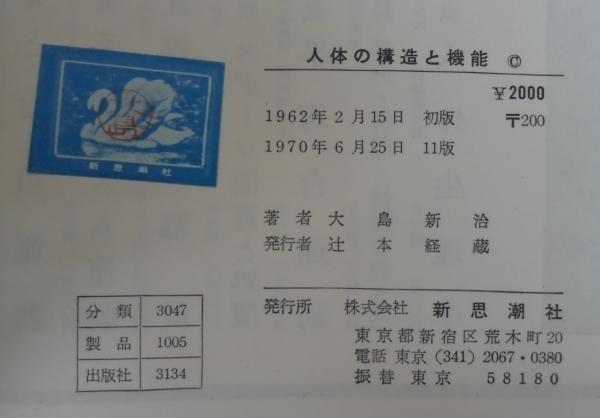 人体の構造と機能 ©
¥2000
1962年2月15日 初版 〒200
1970年6月25日 11版
著者 大島新治
発行者 辻本経蔵
発行所 株式会社 新思潮社
東京都新宿区荒木町20
電話 東京 (341) 2067・0380
振替 東京 58180
島
新思潮社
分類 3047
製品 1005
出版社 3134